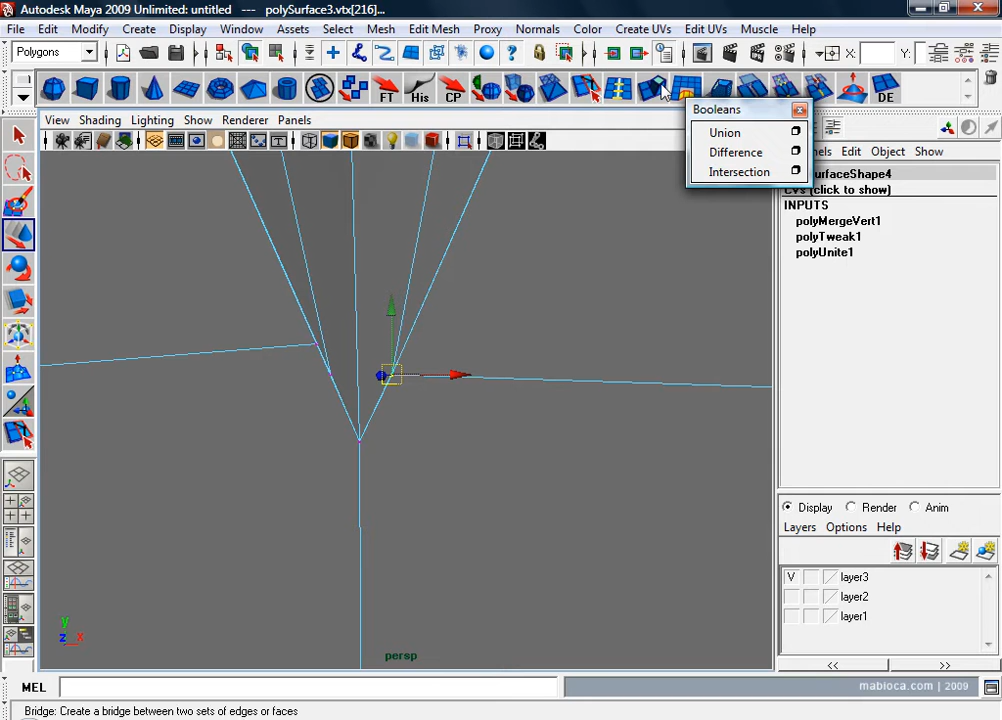 Autodesk Maya 2009 Unlimited: untitled --- polySurface3.vtx[216]...
File Edit Modify Create Display Window Assets Select Mesh Edit Mesh Proxy Normals Color Create UVs Edit UVs Muscle Help
Polygons X: Y:
FT His CP DE
Booleans
Union
Difference
Intersection
View Shading Lighting Show Renderer Panels
nels Edit Object Show
urfaceShape4
CVs (click to show)
INPUTS
polyMergeVert1
polyTweak1
polyUnite1
Display Render Anim
Layers Options Help
V layer3
layer2
layer1
y
z x
persp
<< >>
MEL
mabioca.com | 2009
Bridge: Create a bridge between two sets of edges or faces